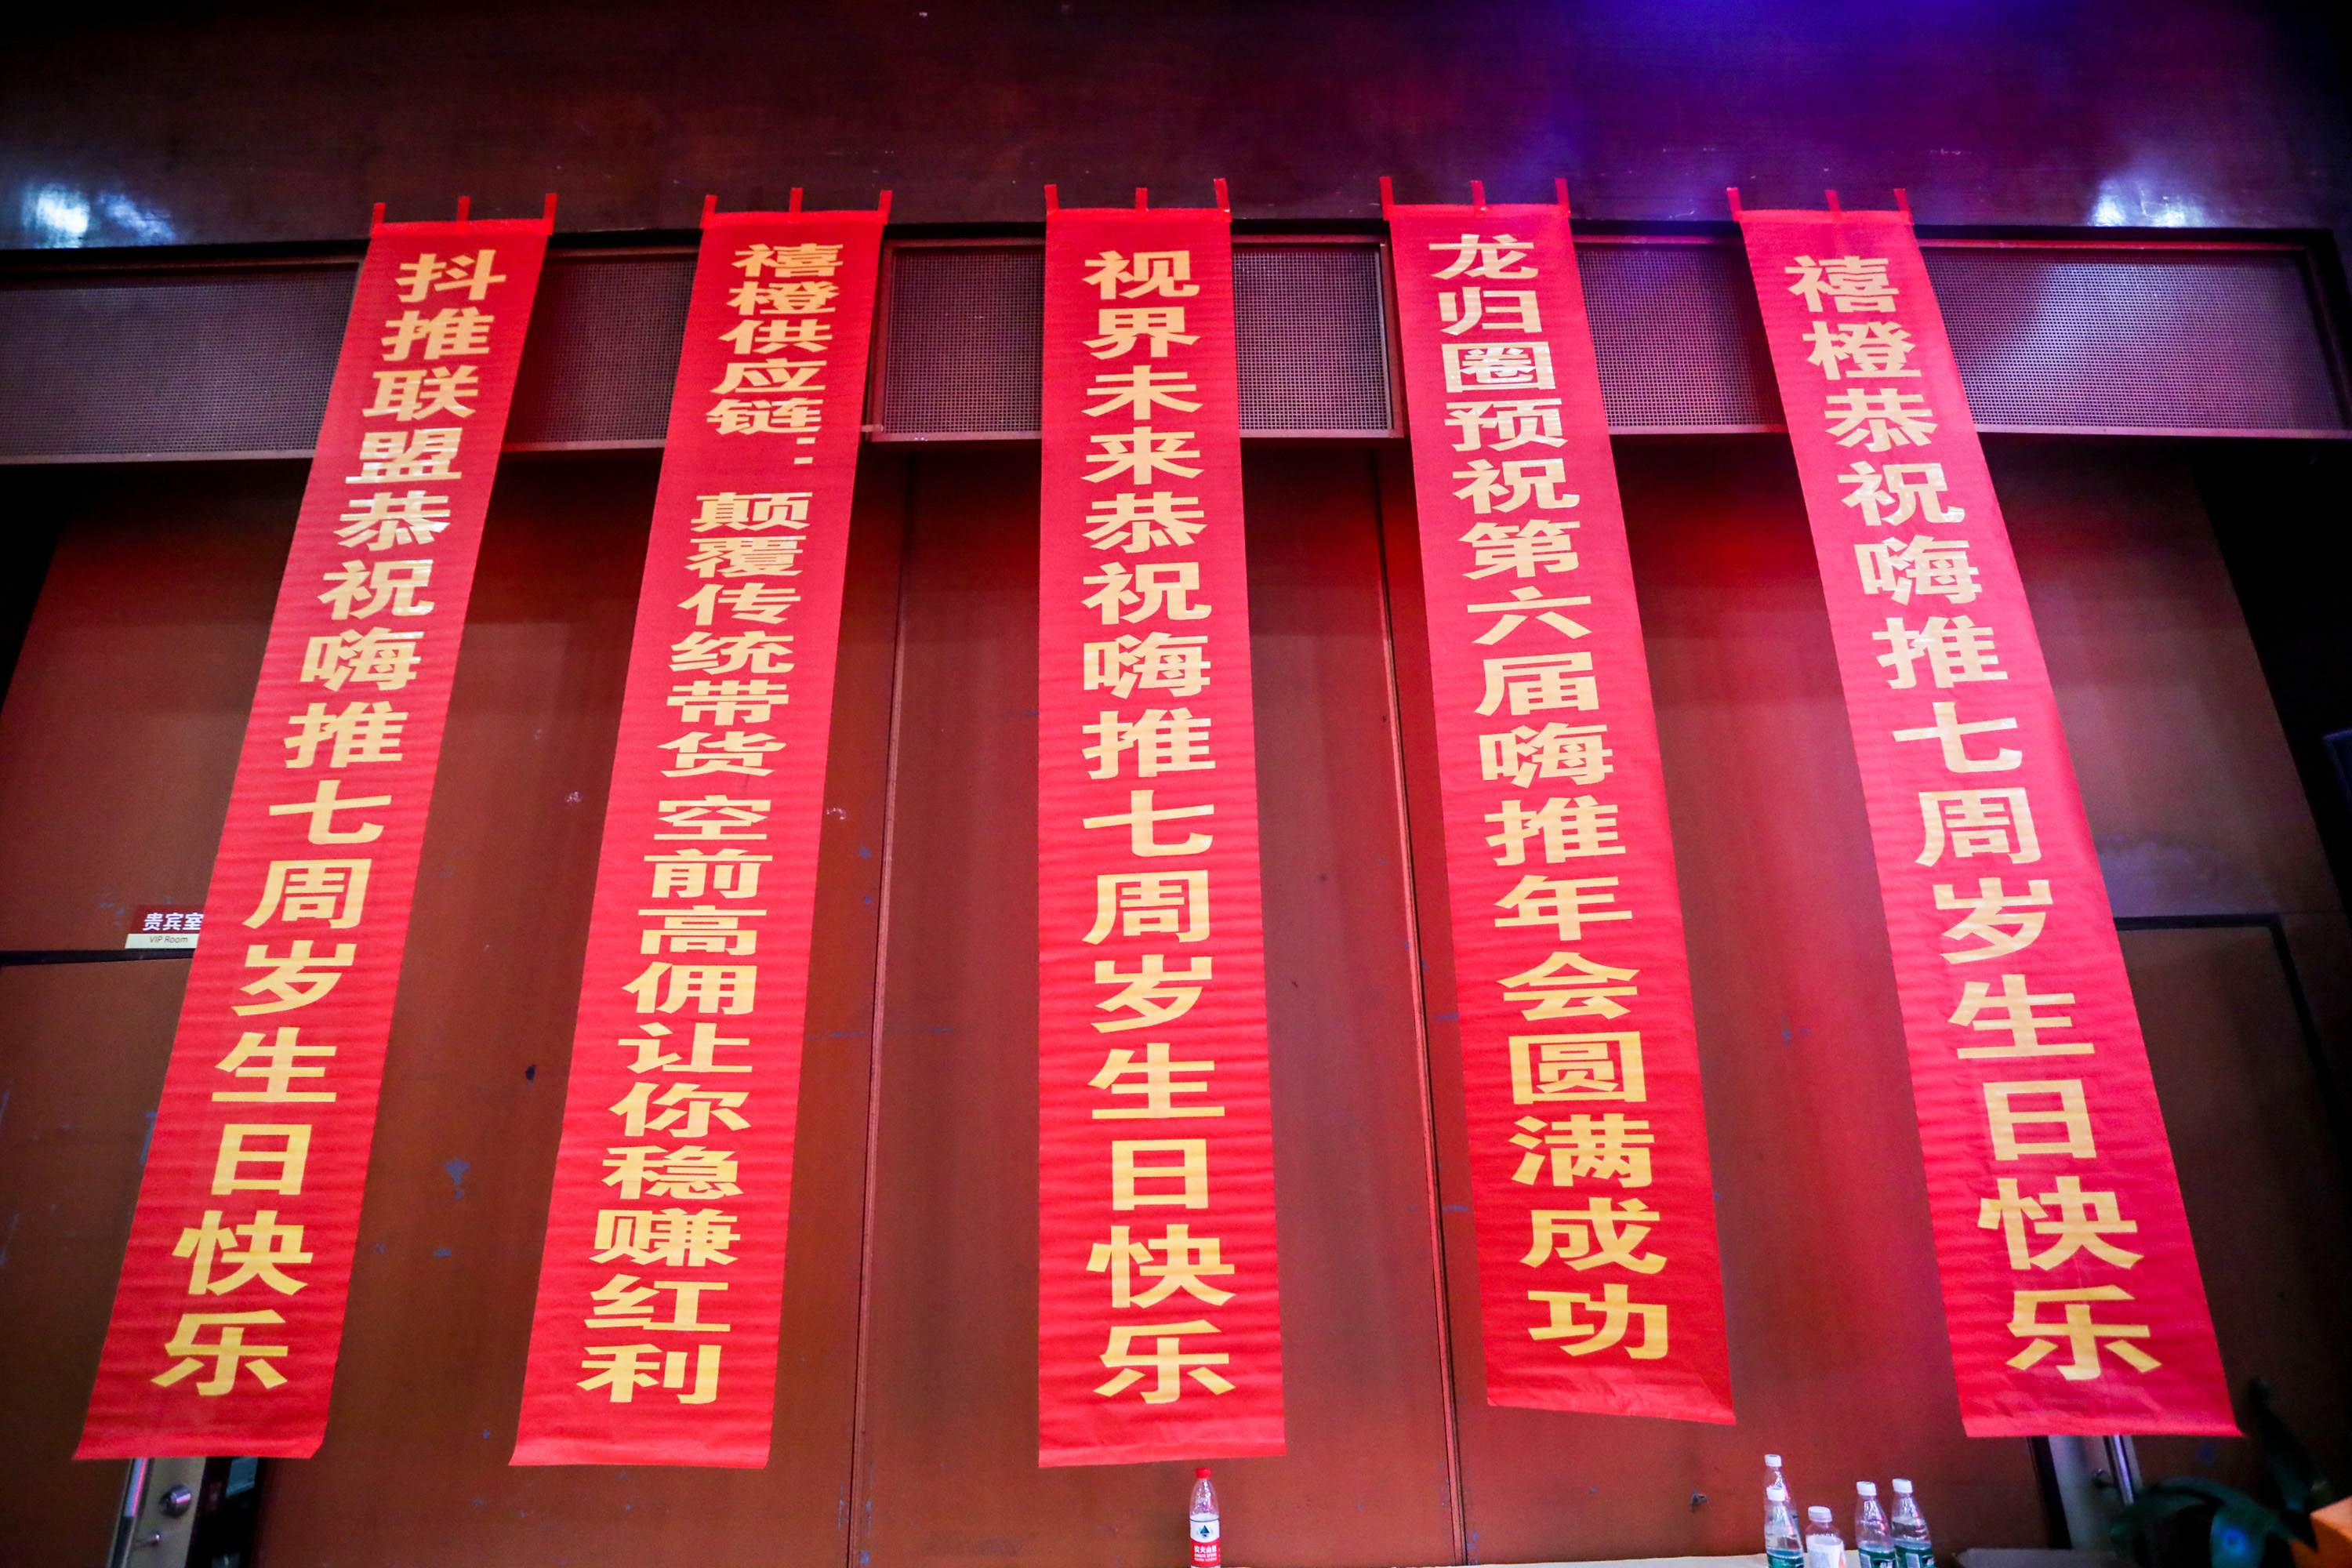 抖推联盟恭祝嗨推七周岁生日快乐
禧橙供应链：颠覆传统带货 空前高佣让你稳赚红利
视界未来恭祝嗨推七周岁生日快乐
龙归圈预祝第六届嗨推年会圆满成功
禧橙恭祝嗨推七周岁生日快乐
贵宾室
VIP Room
农夫山泉